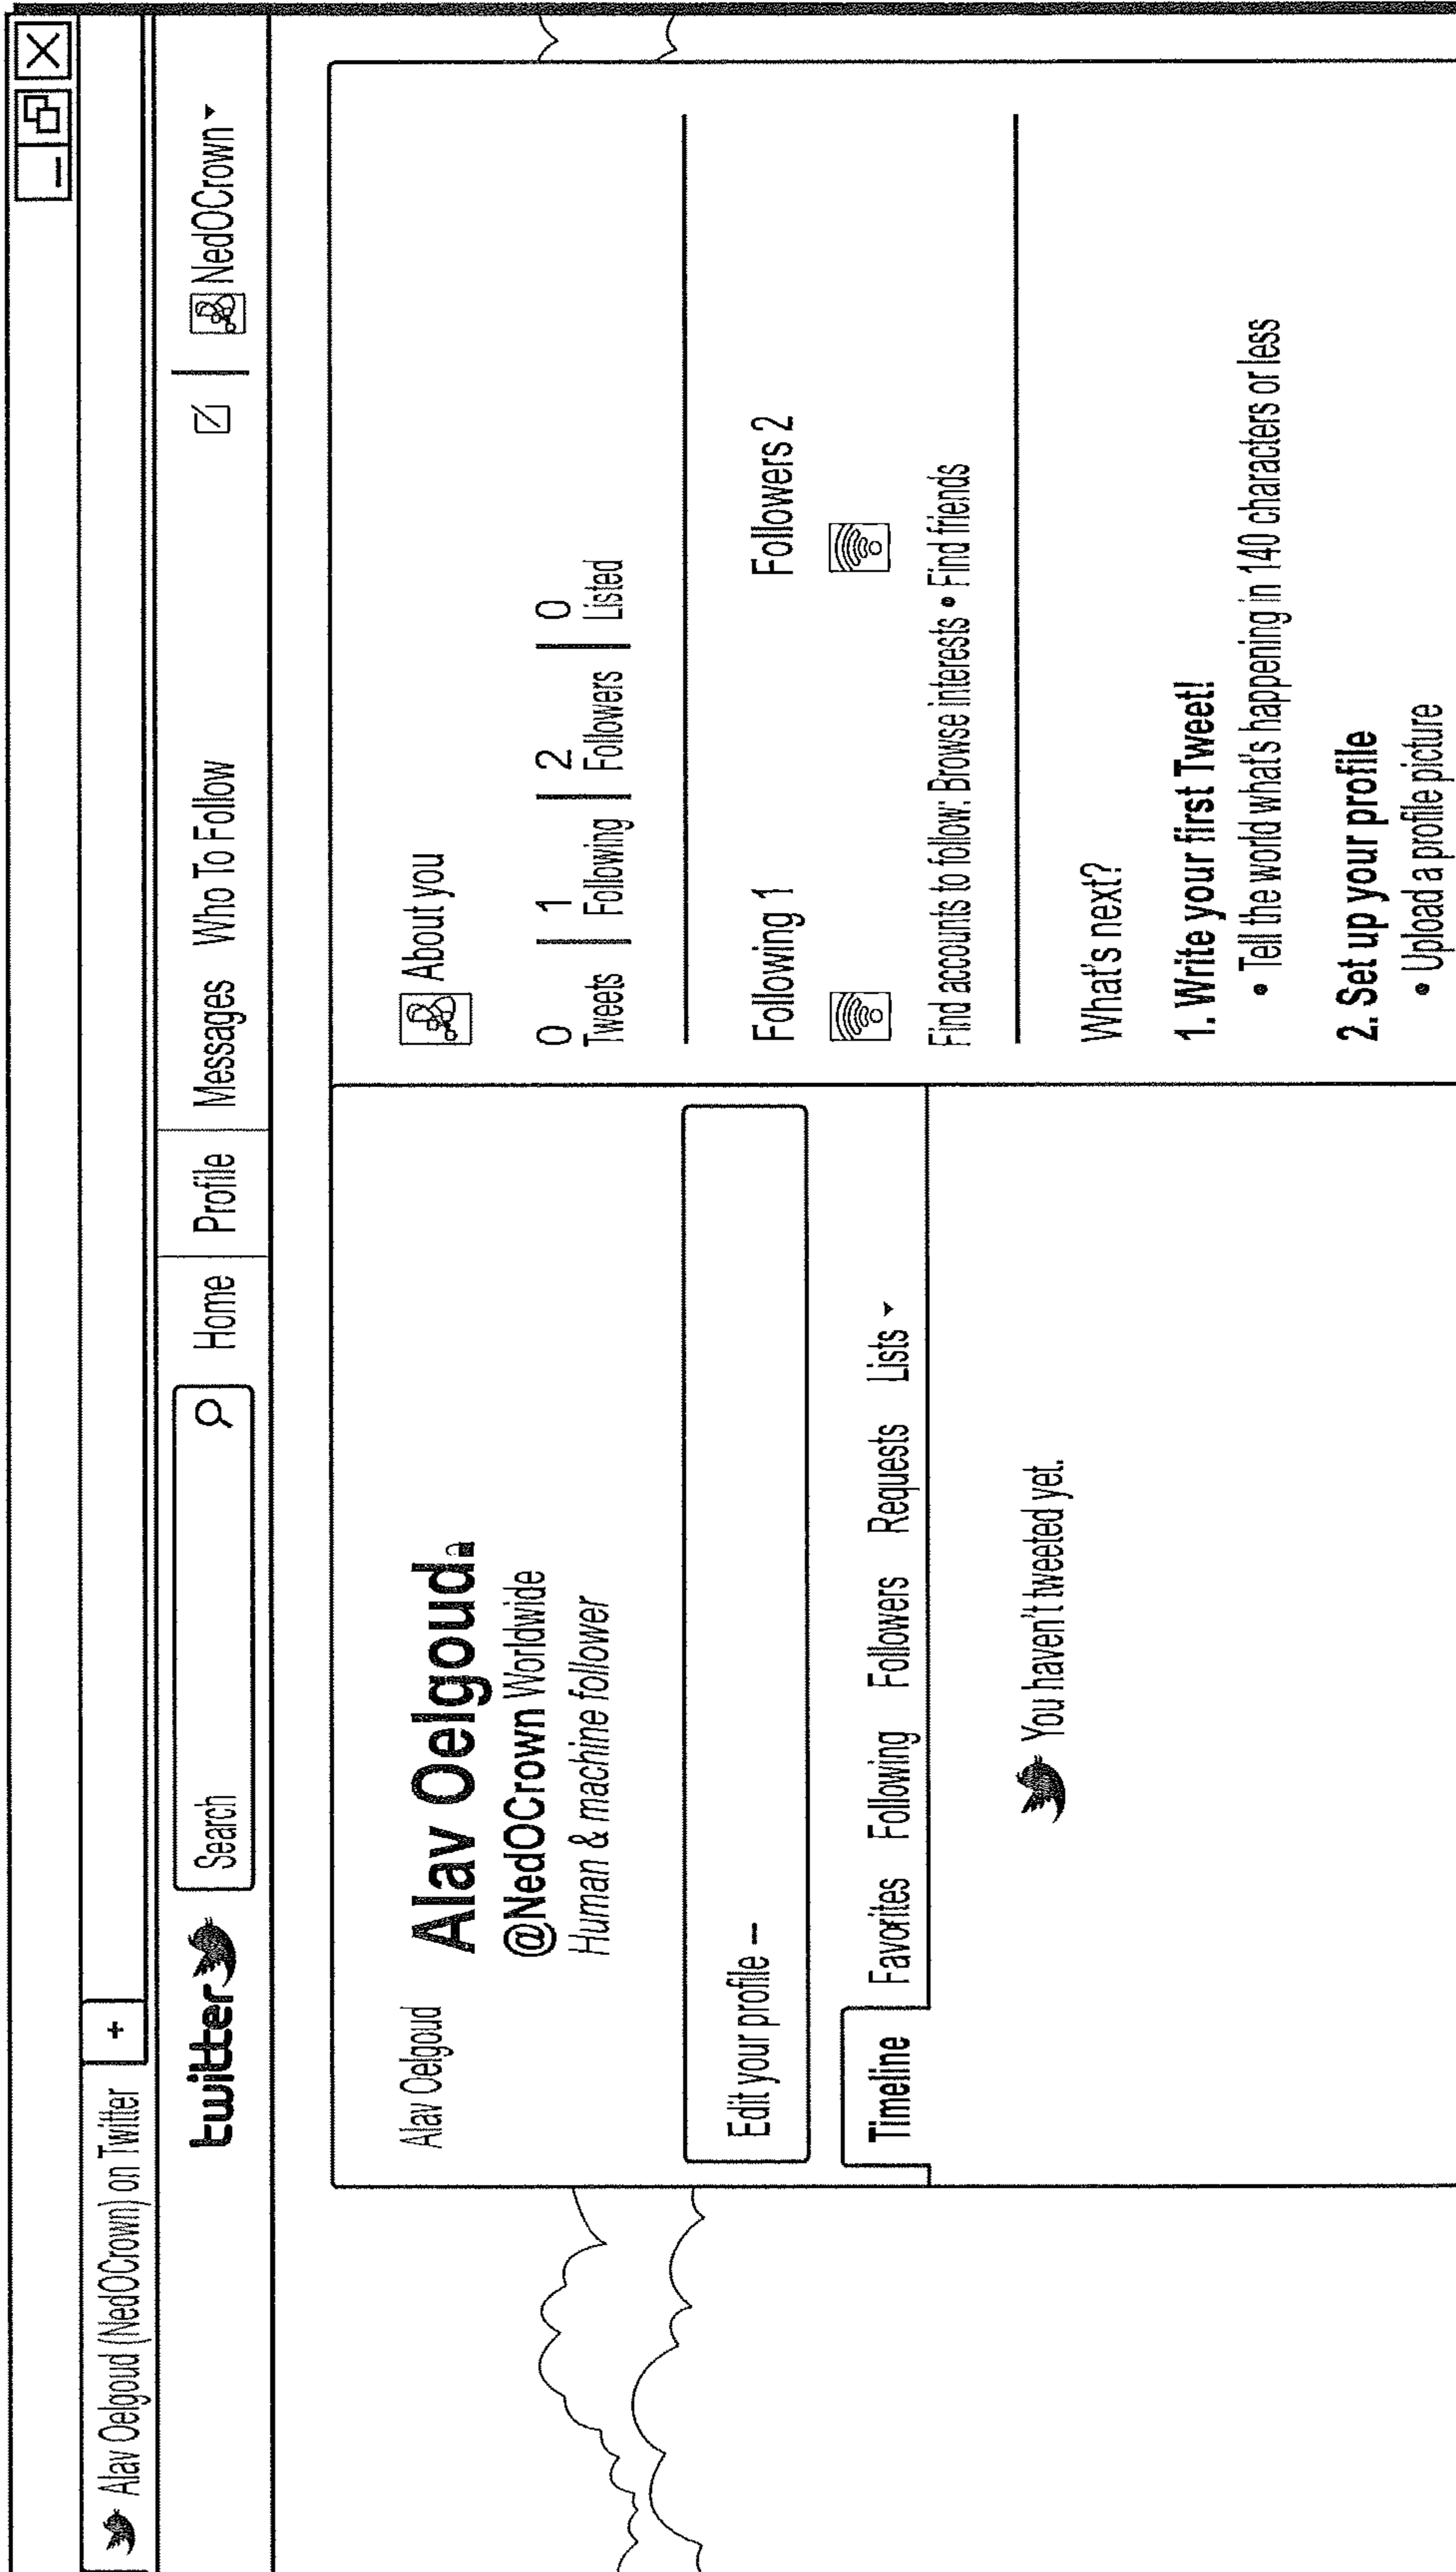 Alav Oelgoud (NedOCrown) on Twitter +
twitter Search Home Profile Messages Who To Follow NedOCrown
Alav Oelgoud
Alav Oelgoud
@NedOCrown Worldwide
Human & machine follower
Edit your profile –
Timeline Favorites Following Followers Requests Lists
You haven't tweeted yet.
About you
0 | 1 | 2 | 0
Tweets | Following | Followers | Listed
Following 1 Followers 2
Find accounts to follow: Browse interests • Find friends
What's next?
1. Write your first Tweet!
• Tell the world what's happening in 140 characters or less
2. Set up your profile
• Upload a profile picture